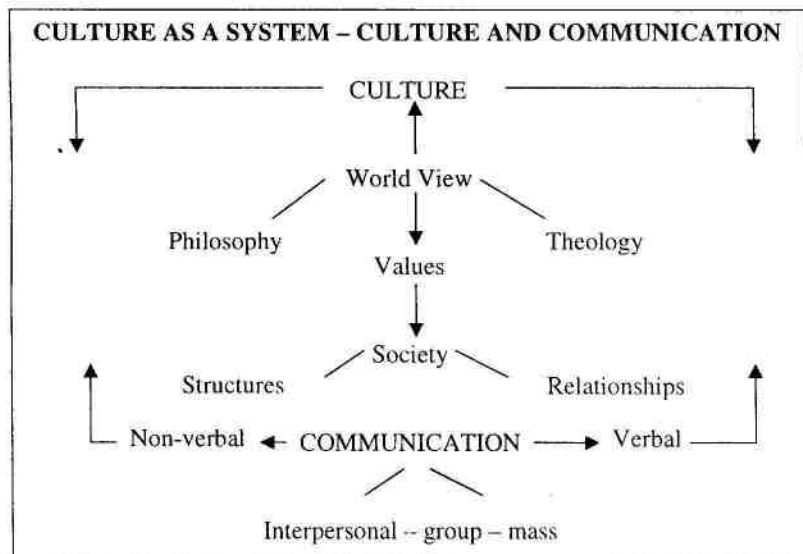 CULTURE AS A SYSTEM – CULTURE AND COMMUNICATION
CULTURE
World View
Philosophy Theology
Values
Society
Structures Relationships
Non-verbal COMMUNICATION Verbal
Interpersonal -- group – mass